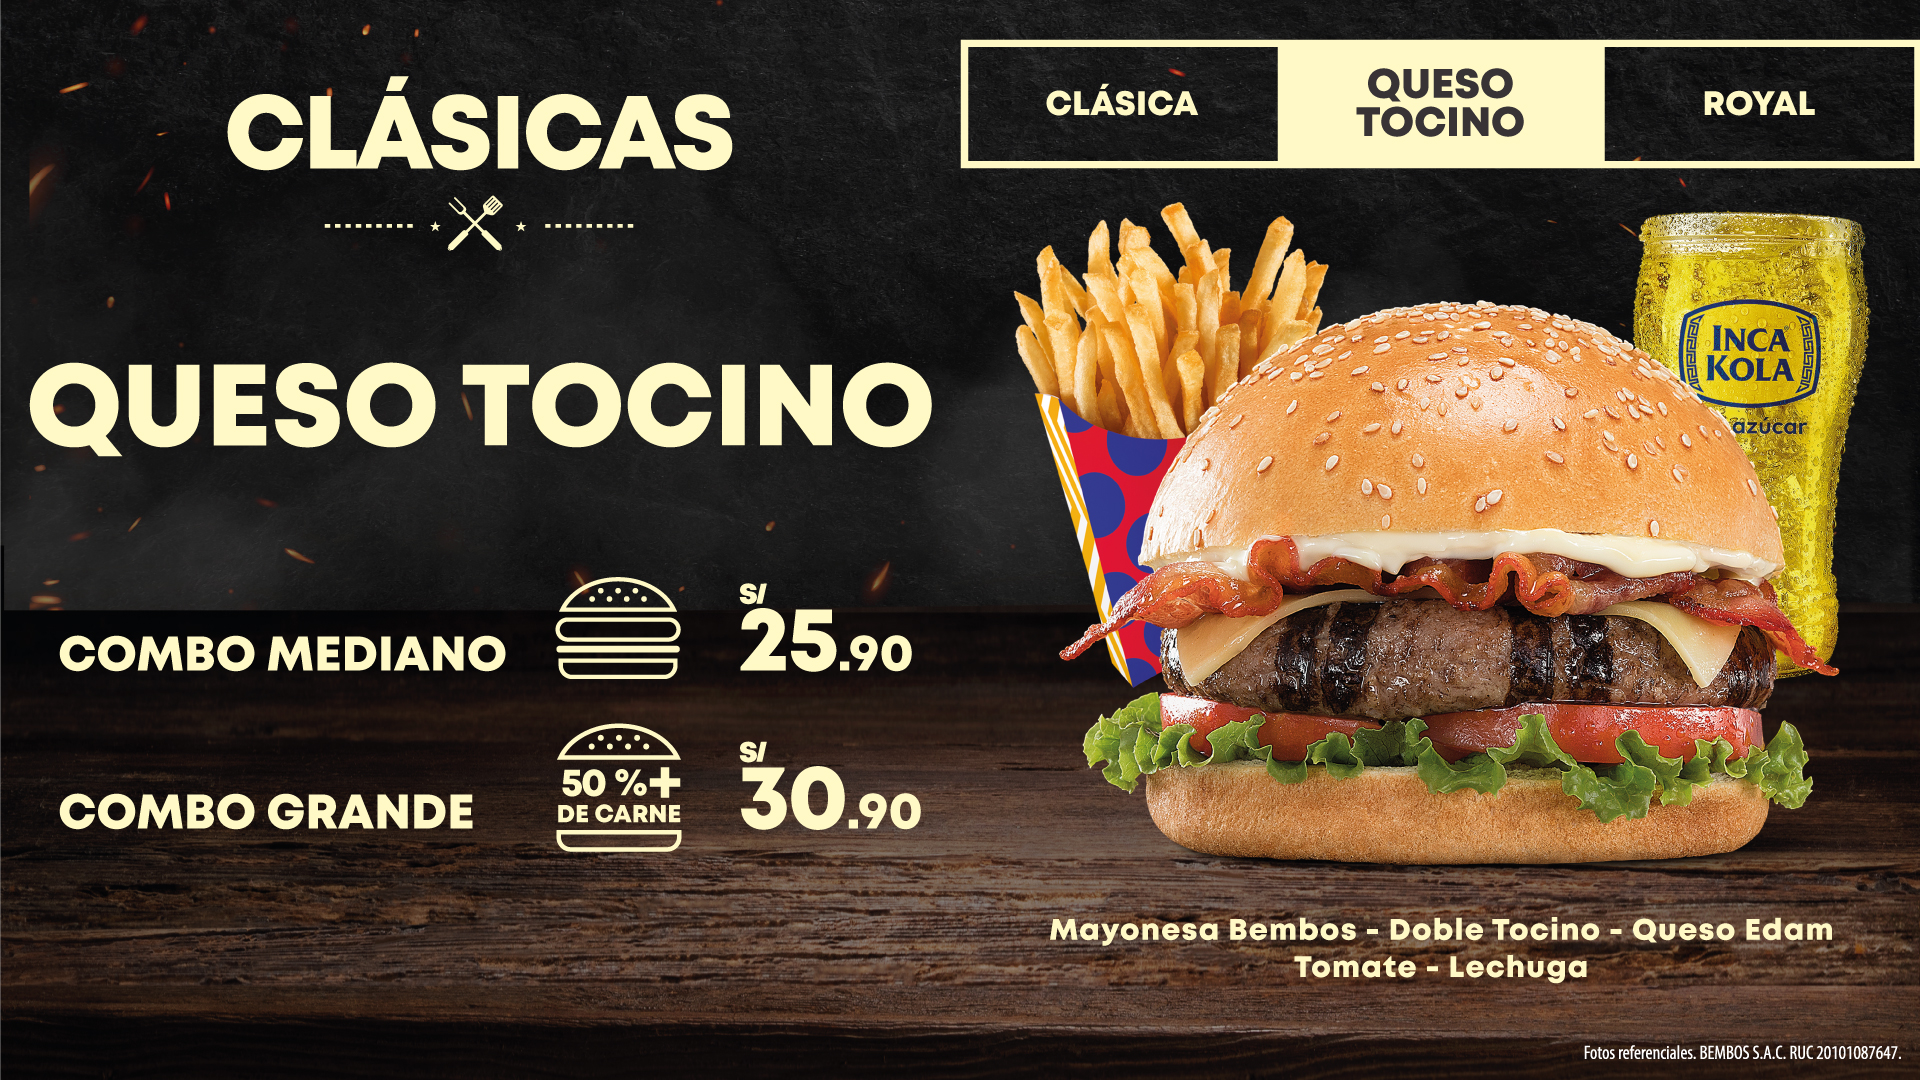 CLÁSICAS
CLÁSICA
QUESO
TOCINO
ROYAL
QUESO TOCINO
COMBO MEDIANO
S/
25.90
COMBO GRANDE
50 %+
DE CARNE
S/
30.90
INCA
KOLA
azúcar
Mayonesa Bembos - Doble Tocino - Queso Edam
Tomate - Lechuga
Fotos referenciales. BEMBOS S.A.C. RUC 20101087647.